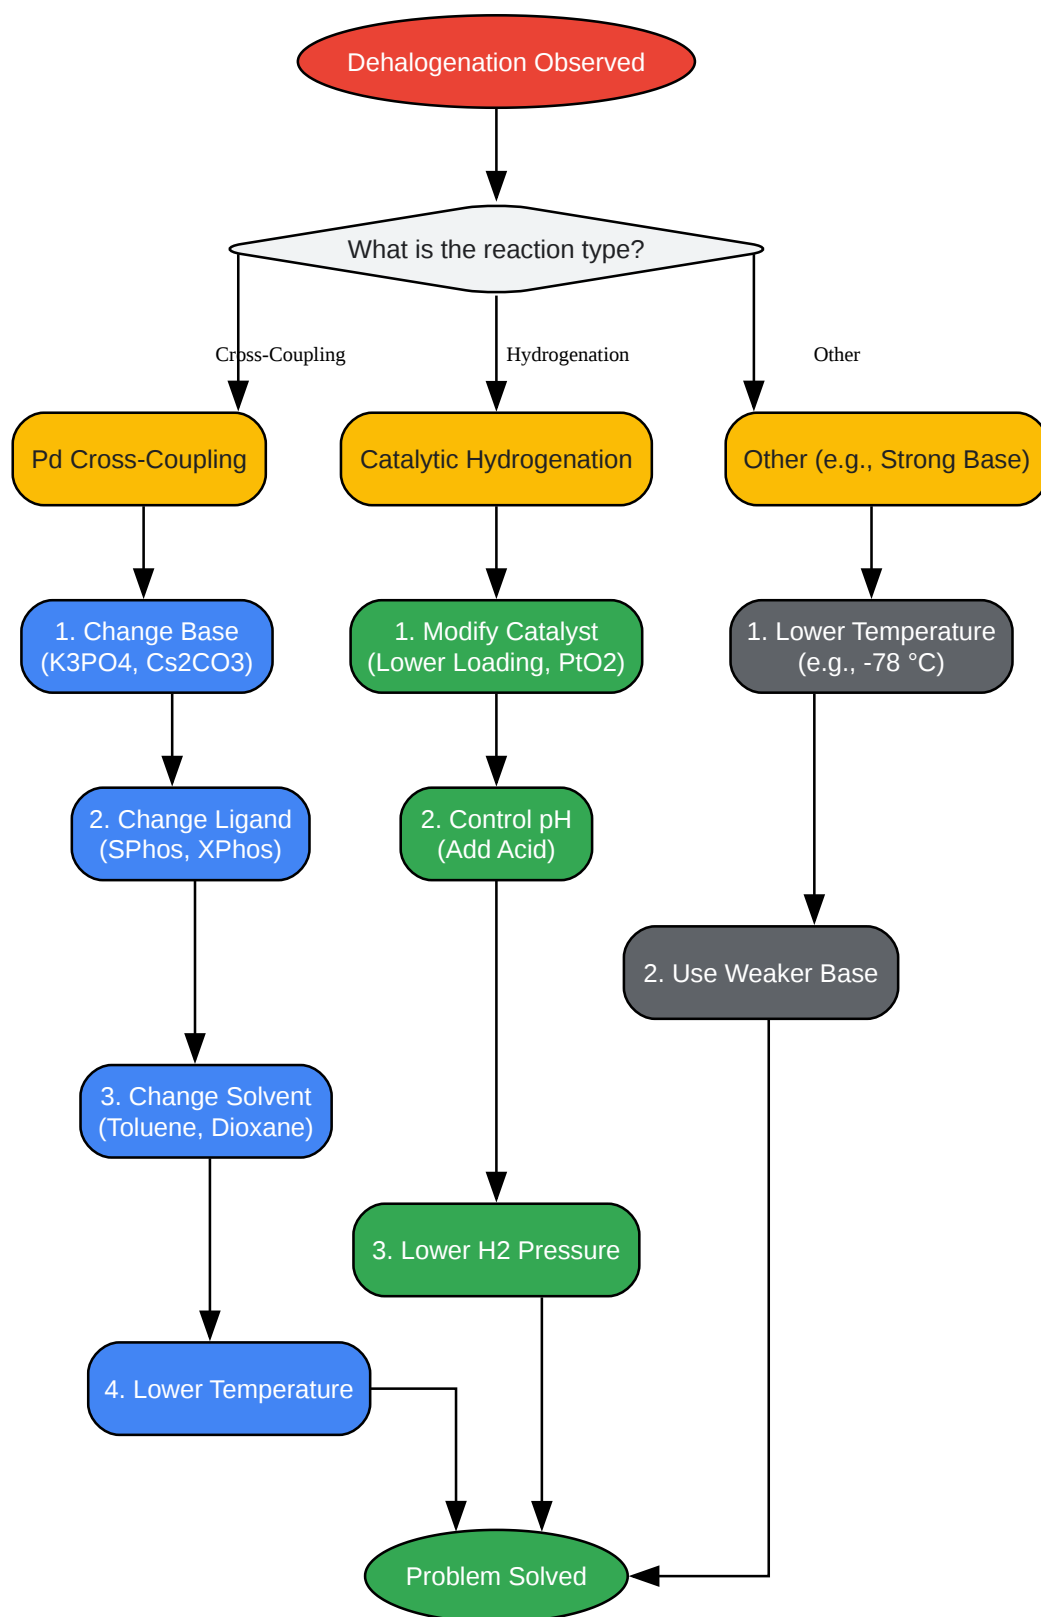 Dehalogenation Observed
What is the reaction type?
Cross-Coupling
Hydrogenation
Other
Pd Cross-Coupling
Catalytic Hydrogenation
Other (e.g., Strong Base)
1. Change Base
(K3PO4, Cs2CO3)
1. Modify Catalyst
(Lower Loading, PtO2)
1. Lower Temperature
(e.g., -78 °C)
2. Change Ligand
(SPhos, XPhos)
2. Control pH
(Add Acid)
2. Use Weaker Base
3. Change Solvent
(Toluene, Dioxane)
3. Lower H2 Pressure
4. Lower Temperature
Problem Solved